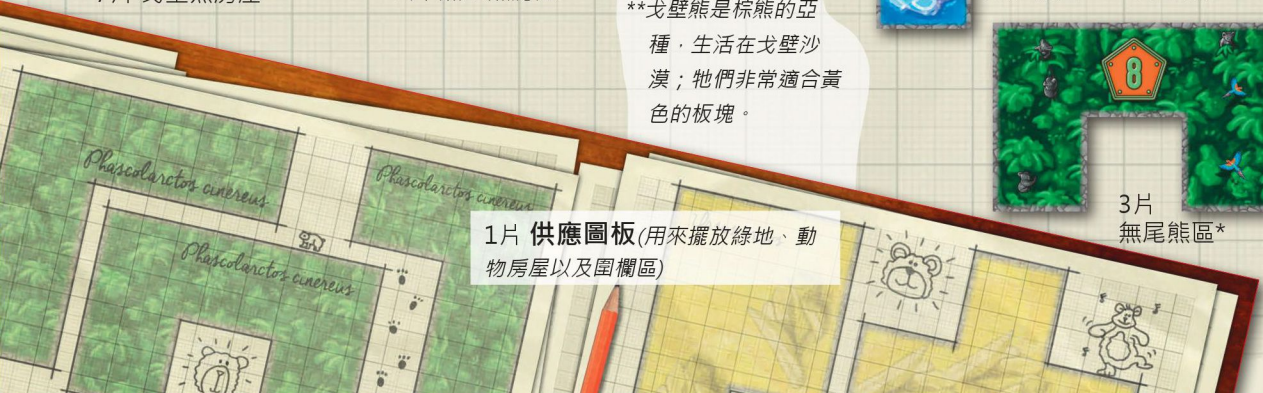 **戈壁熊是棕熊的亞
種，生活在戈壁沙
漠；牠們非常適合黃
色的板塊。
8
3片
無尾熊區*
Phascolarctos cinereus
Phascolarctos cinereus
Phascolarctos cinereus
1片 供應圖板(用來擺放綠地、動
物房屋以及圍欄區)